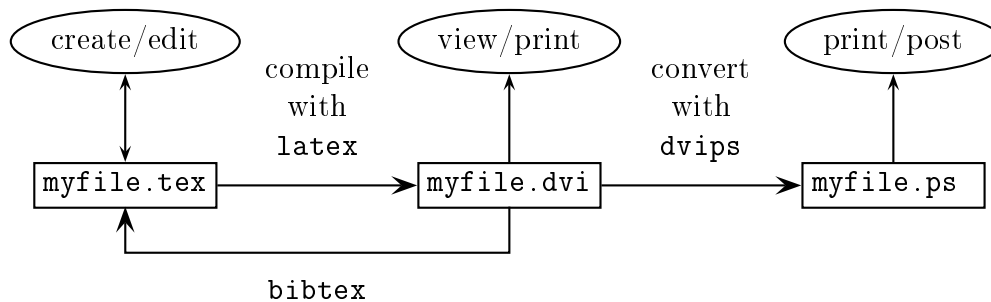 create/edit
view/print
print/post
compile
with
latex
convert
with
dvips
myfile.tex
myfile.dvi
myfile.ps
bibtex